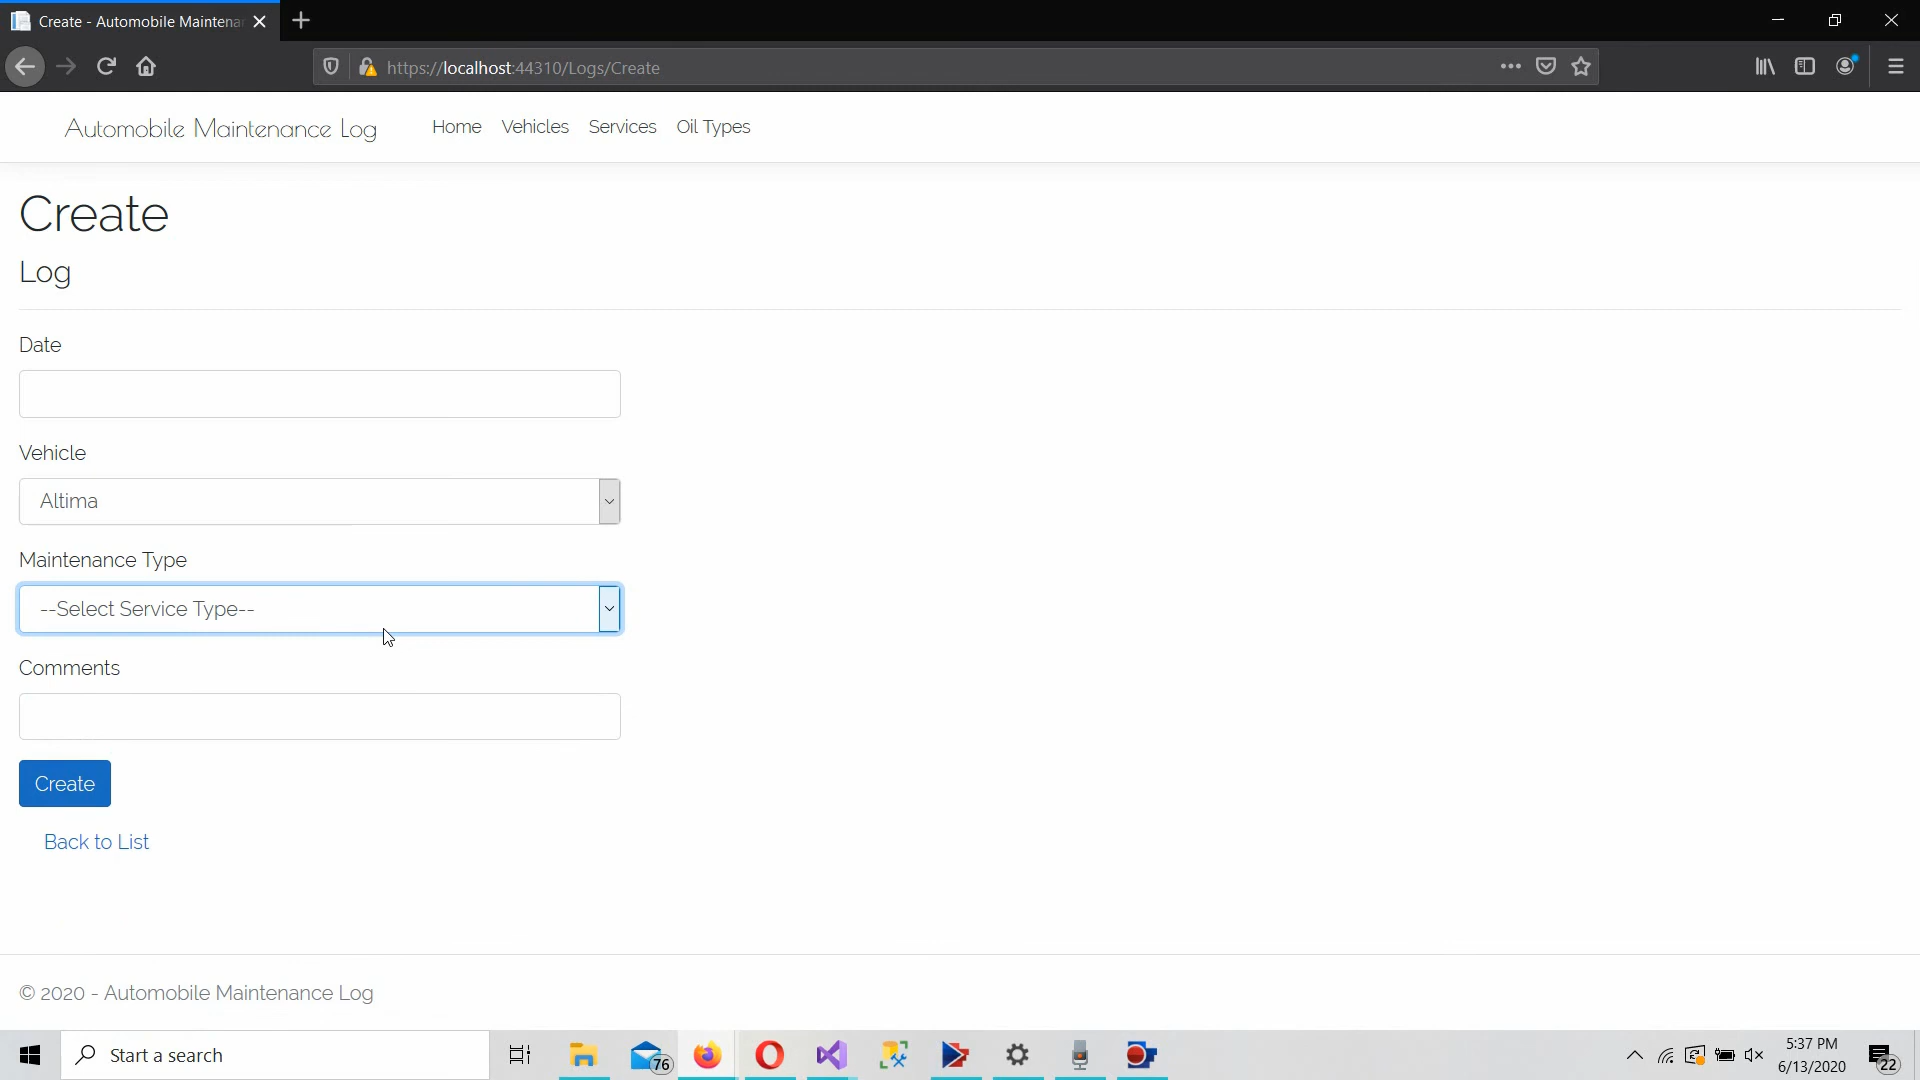 Create - Automobile Maintenan
https://localhost:44310/Logs/Create
Automobile Maintenance Log
Home
Vehicles
Services
Oil Types
Create
Log
Date
Vehicle
Altima
Maintenance Type
--Select Service Type--
Comments
Create
Back to List
© 2020 - Automobile Maintenance Log
Start a search
76
5:37 PM
6/13/2020
22